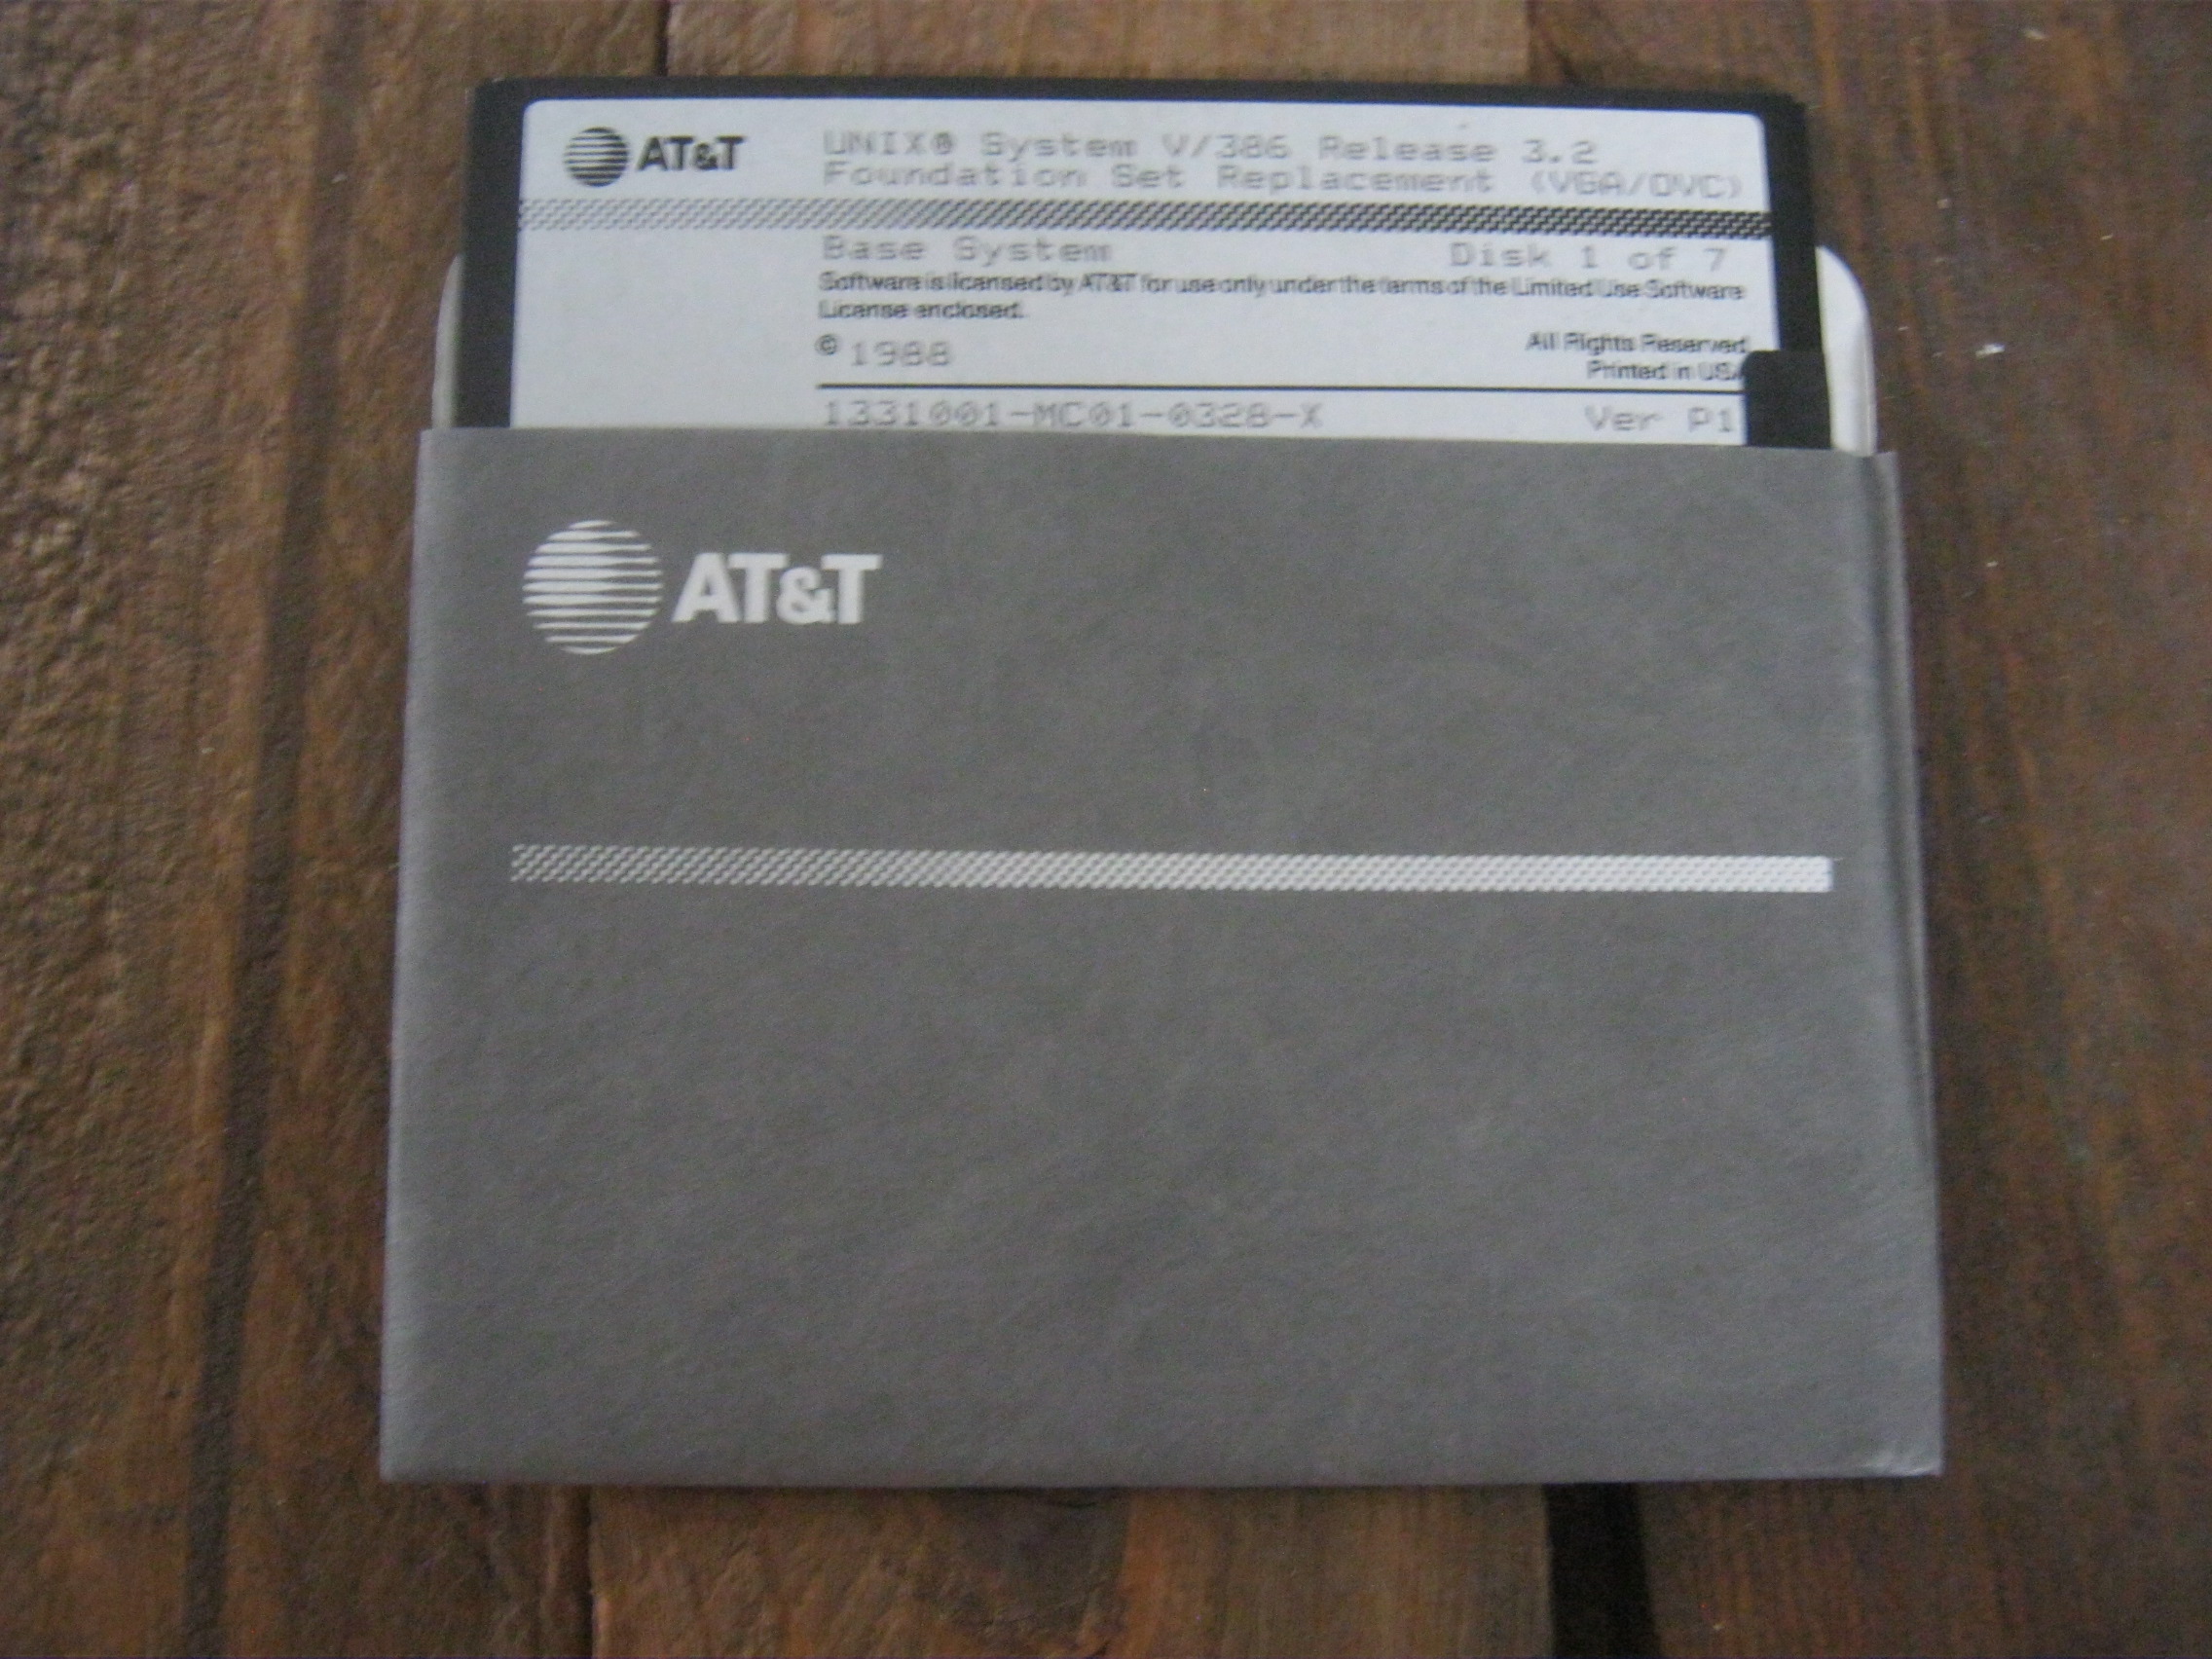 AT&T
UNIX® System V/386 Release 3.2
Foundation Set Replacement (VGA/DVC)
Base System Disk 1 of 7
Software is licensed by AT&T for use only under the terms of the Limited Use Software
License enclosed.
© 1988
All Rights Reserved
Printed in USA
1331001-MC01-0328-X Ver P1
AT&T